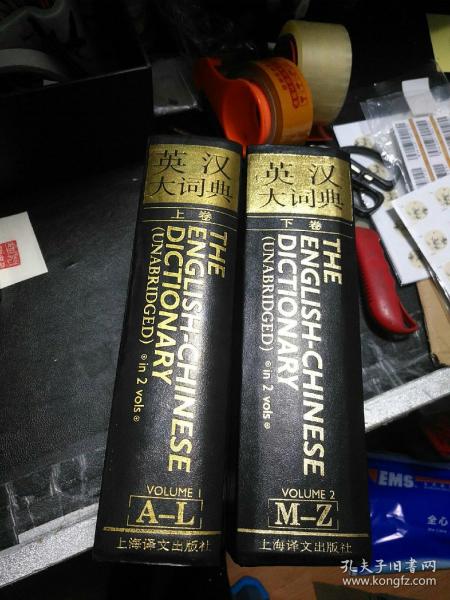 英汉
大词典
上卷
THE
ENGLISH-CHINESE
DICTIONARY
(UNABRIDGED)
in 2 vols
VOLUME 1
A-L
上海译文出版社
英汉
大词典
下卷
THE
ENGLISH-CHINESE
DICTIONARY
(UNABRIDGED)
in 2 vols
VOLUME 2
M-Z
上海译文出版社
EMS
全心
孔夫子旧书网
www.kongfz.com